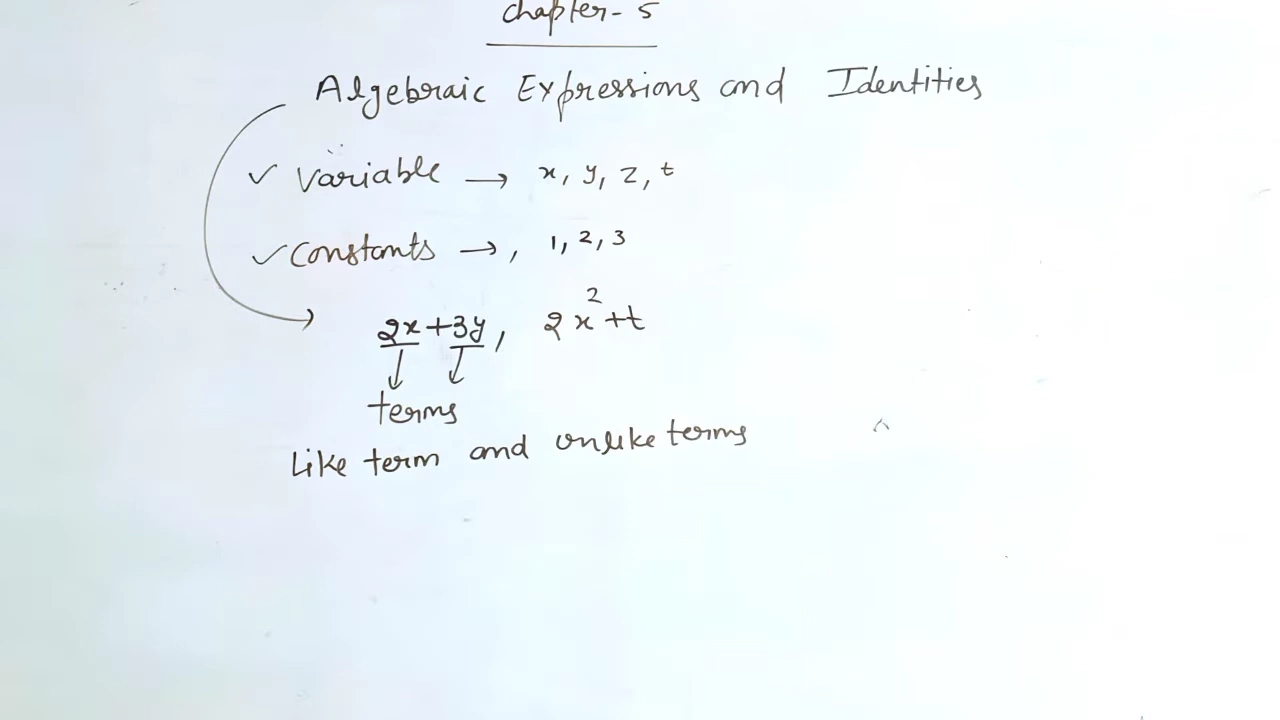 chapter- 5
Algebraic Expressions and Identities
✓ Variable → x, y, z, t
✓ Constants →, 1, 2, 3
2x+3y, 2x²+t
terms
Like term and unlike terms